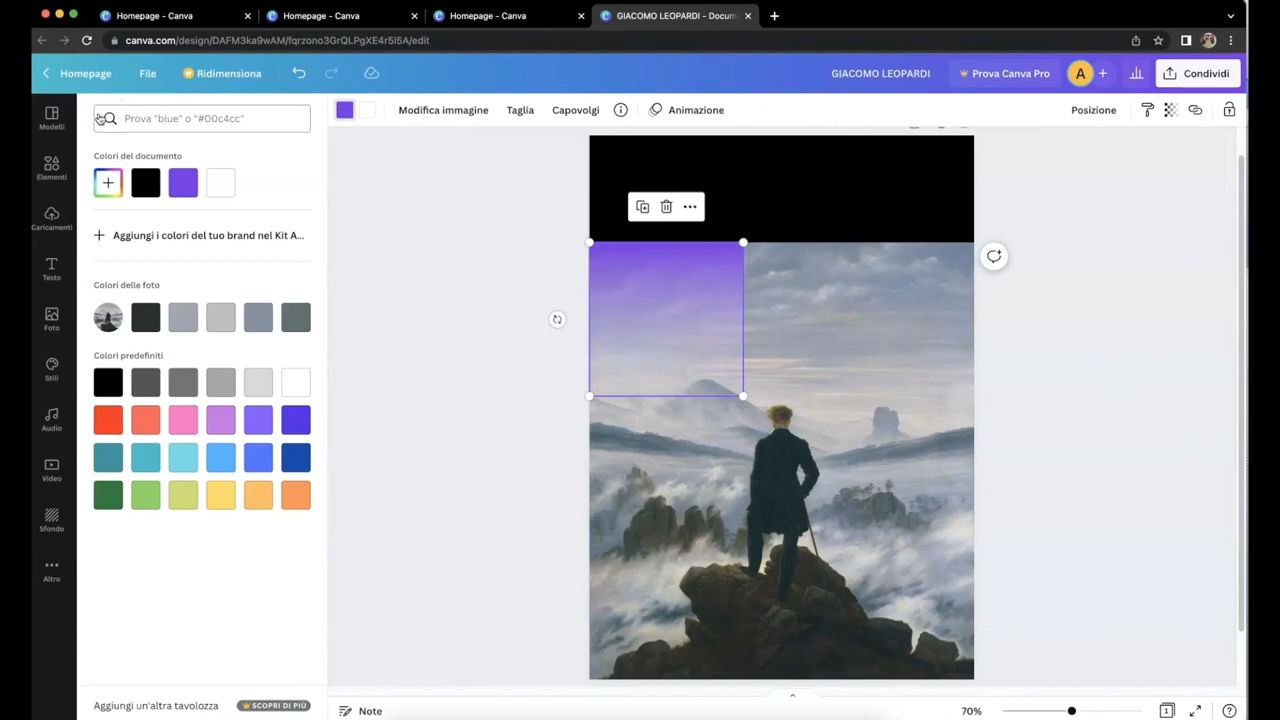 Homepage - Canva
Homepage - Canva
Homepage - Canva
GIACOMO LEOPARDI - Docum
canva.com/design/DAFM3ka9wAM/fqrzono3GrQLPgXE4r5l5A/edit
Homepage
File
Ridimensiona
GIACOMO LEOPARDI
Prova Canva Pro
A
Condividi
Modelli
Elementi
Caricamenti
Testo
Foto
Stili
Audio
Video
Sfondo
Altro
Prova "blue" o "#00c4cc"
Colori del documento
Aggiungi i colori del tuo brand nel Kit A...
Colori delle foto
Colori predefiniti
Aggiungi un'altra tavolozza
SCOPRI DI PIÙ
Modifica immagine
Taglia
Capovolgi
Animazione
Posizione
Note
70%
1